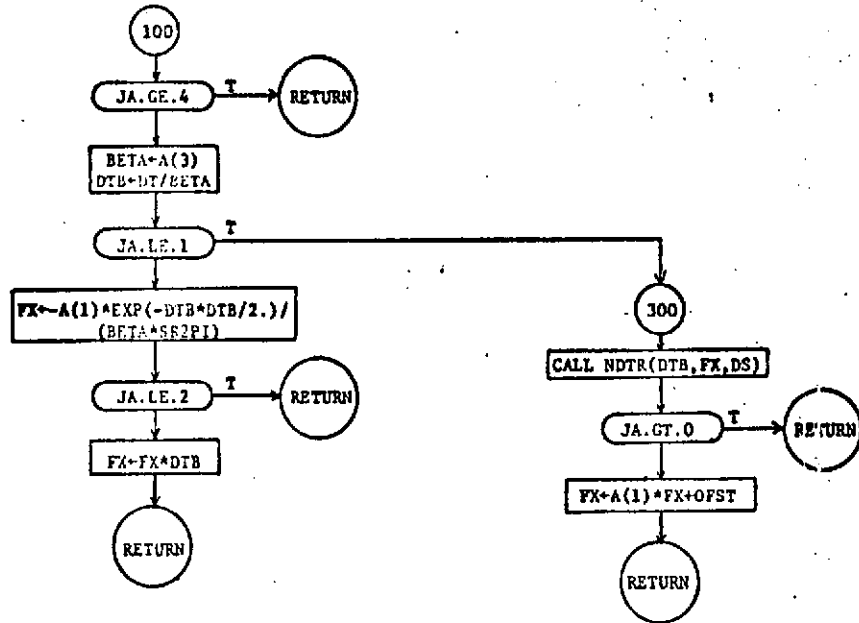 100
JA.GE.4
T
RETURN
BETA←A(3)
DTB←DT/BETA
JA.LE.1
T
FX←-A(1)*EXP(-DTB*DTB/2.)/
(BETA*SR2PI)
JA.LE.2
T
RETURN
FX←FX*DTB
RETURN
300
CALL NDTR(DTB,FX,DS)
JA.GT.0
T
RETURN
FX←A(1)*FX+OFST
RETURN